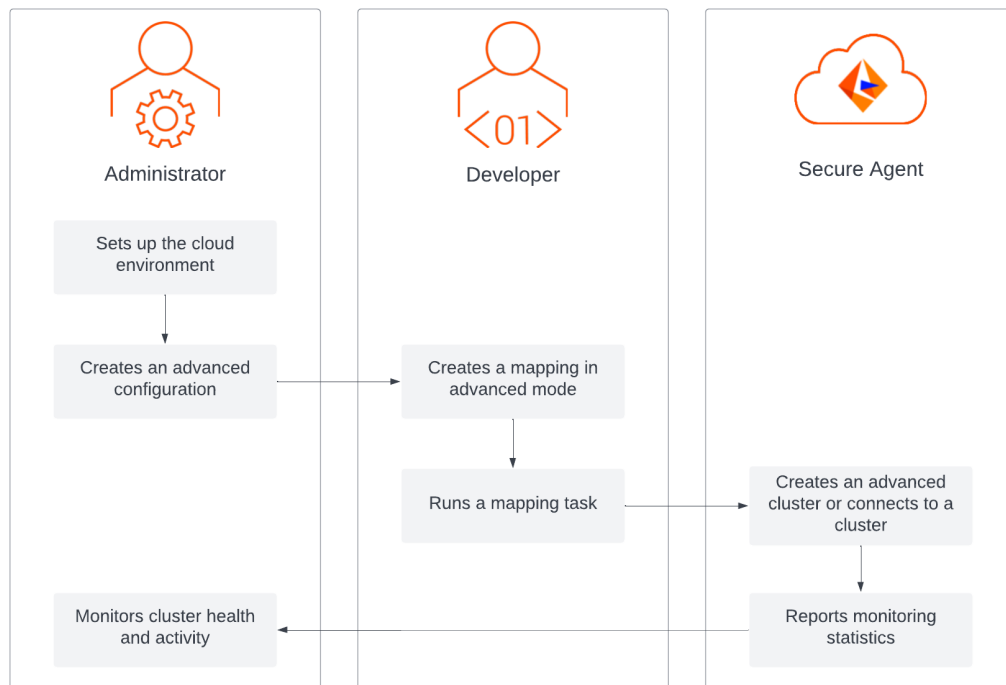 Administrator
Developer
Secure Agent
<01>
Sets up the cloud
environment
Creates an advanced
configuration
Creates a mapping in
advanced mode
Runs a mapping task
Creates an advanced
cluster or connects to a
cluster
Monitors cluster health
and activity
Reports monitoring
statistics